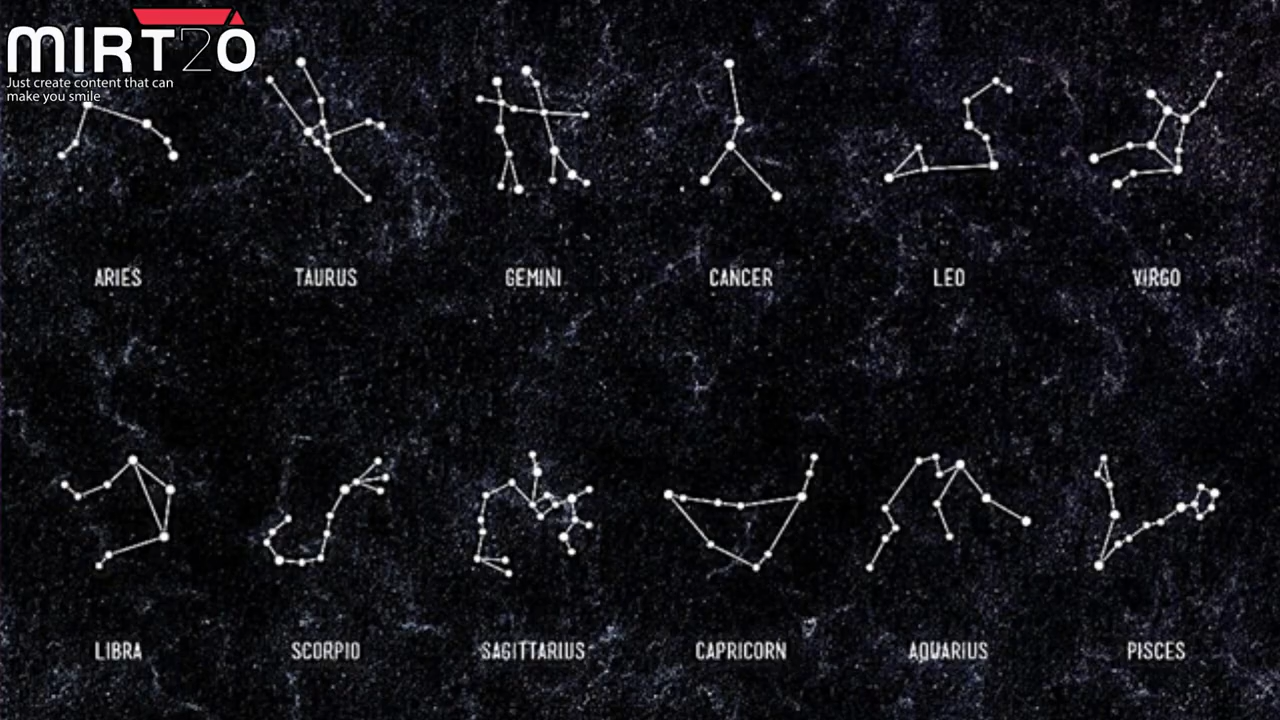 MIRT20
Just create content that can
make you smile
ARIES TAURUS GEMINI CANCER LEO VIRGO
LIBRA SCORPIO SAGITTARIUS CAPRICORN AQUARIUS PISCES